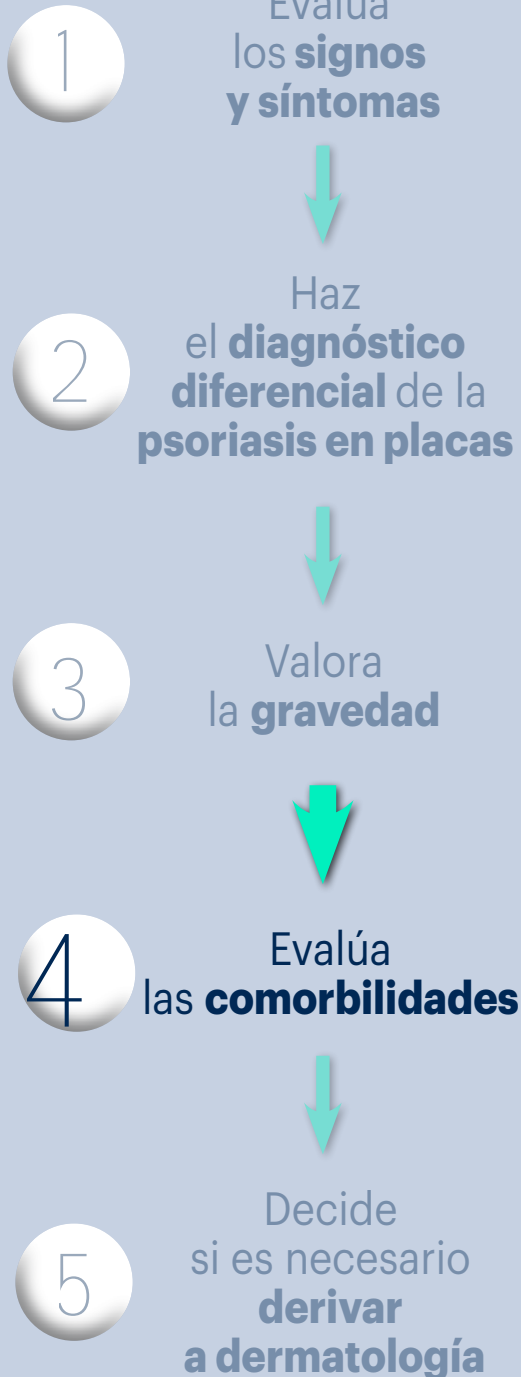 1
Evalúa
los signos
y síntomas
2
Haz
el diagnóstico
diferencial de la
psoriasis en placas
3
Valora
la gravedad
4
Evalúa
las comorbilidades
5
Decide
si es necesario
derivar
a dermatología